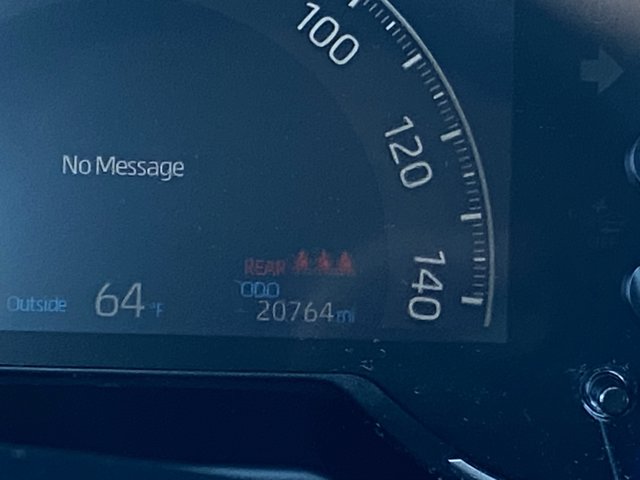 100
120
No Message
140
REAR
ODO
Outside 64°F 20764 mi